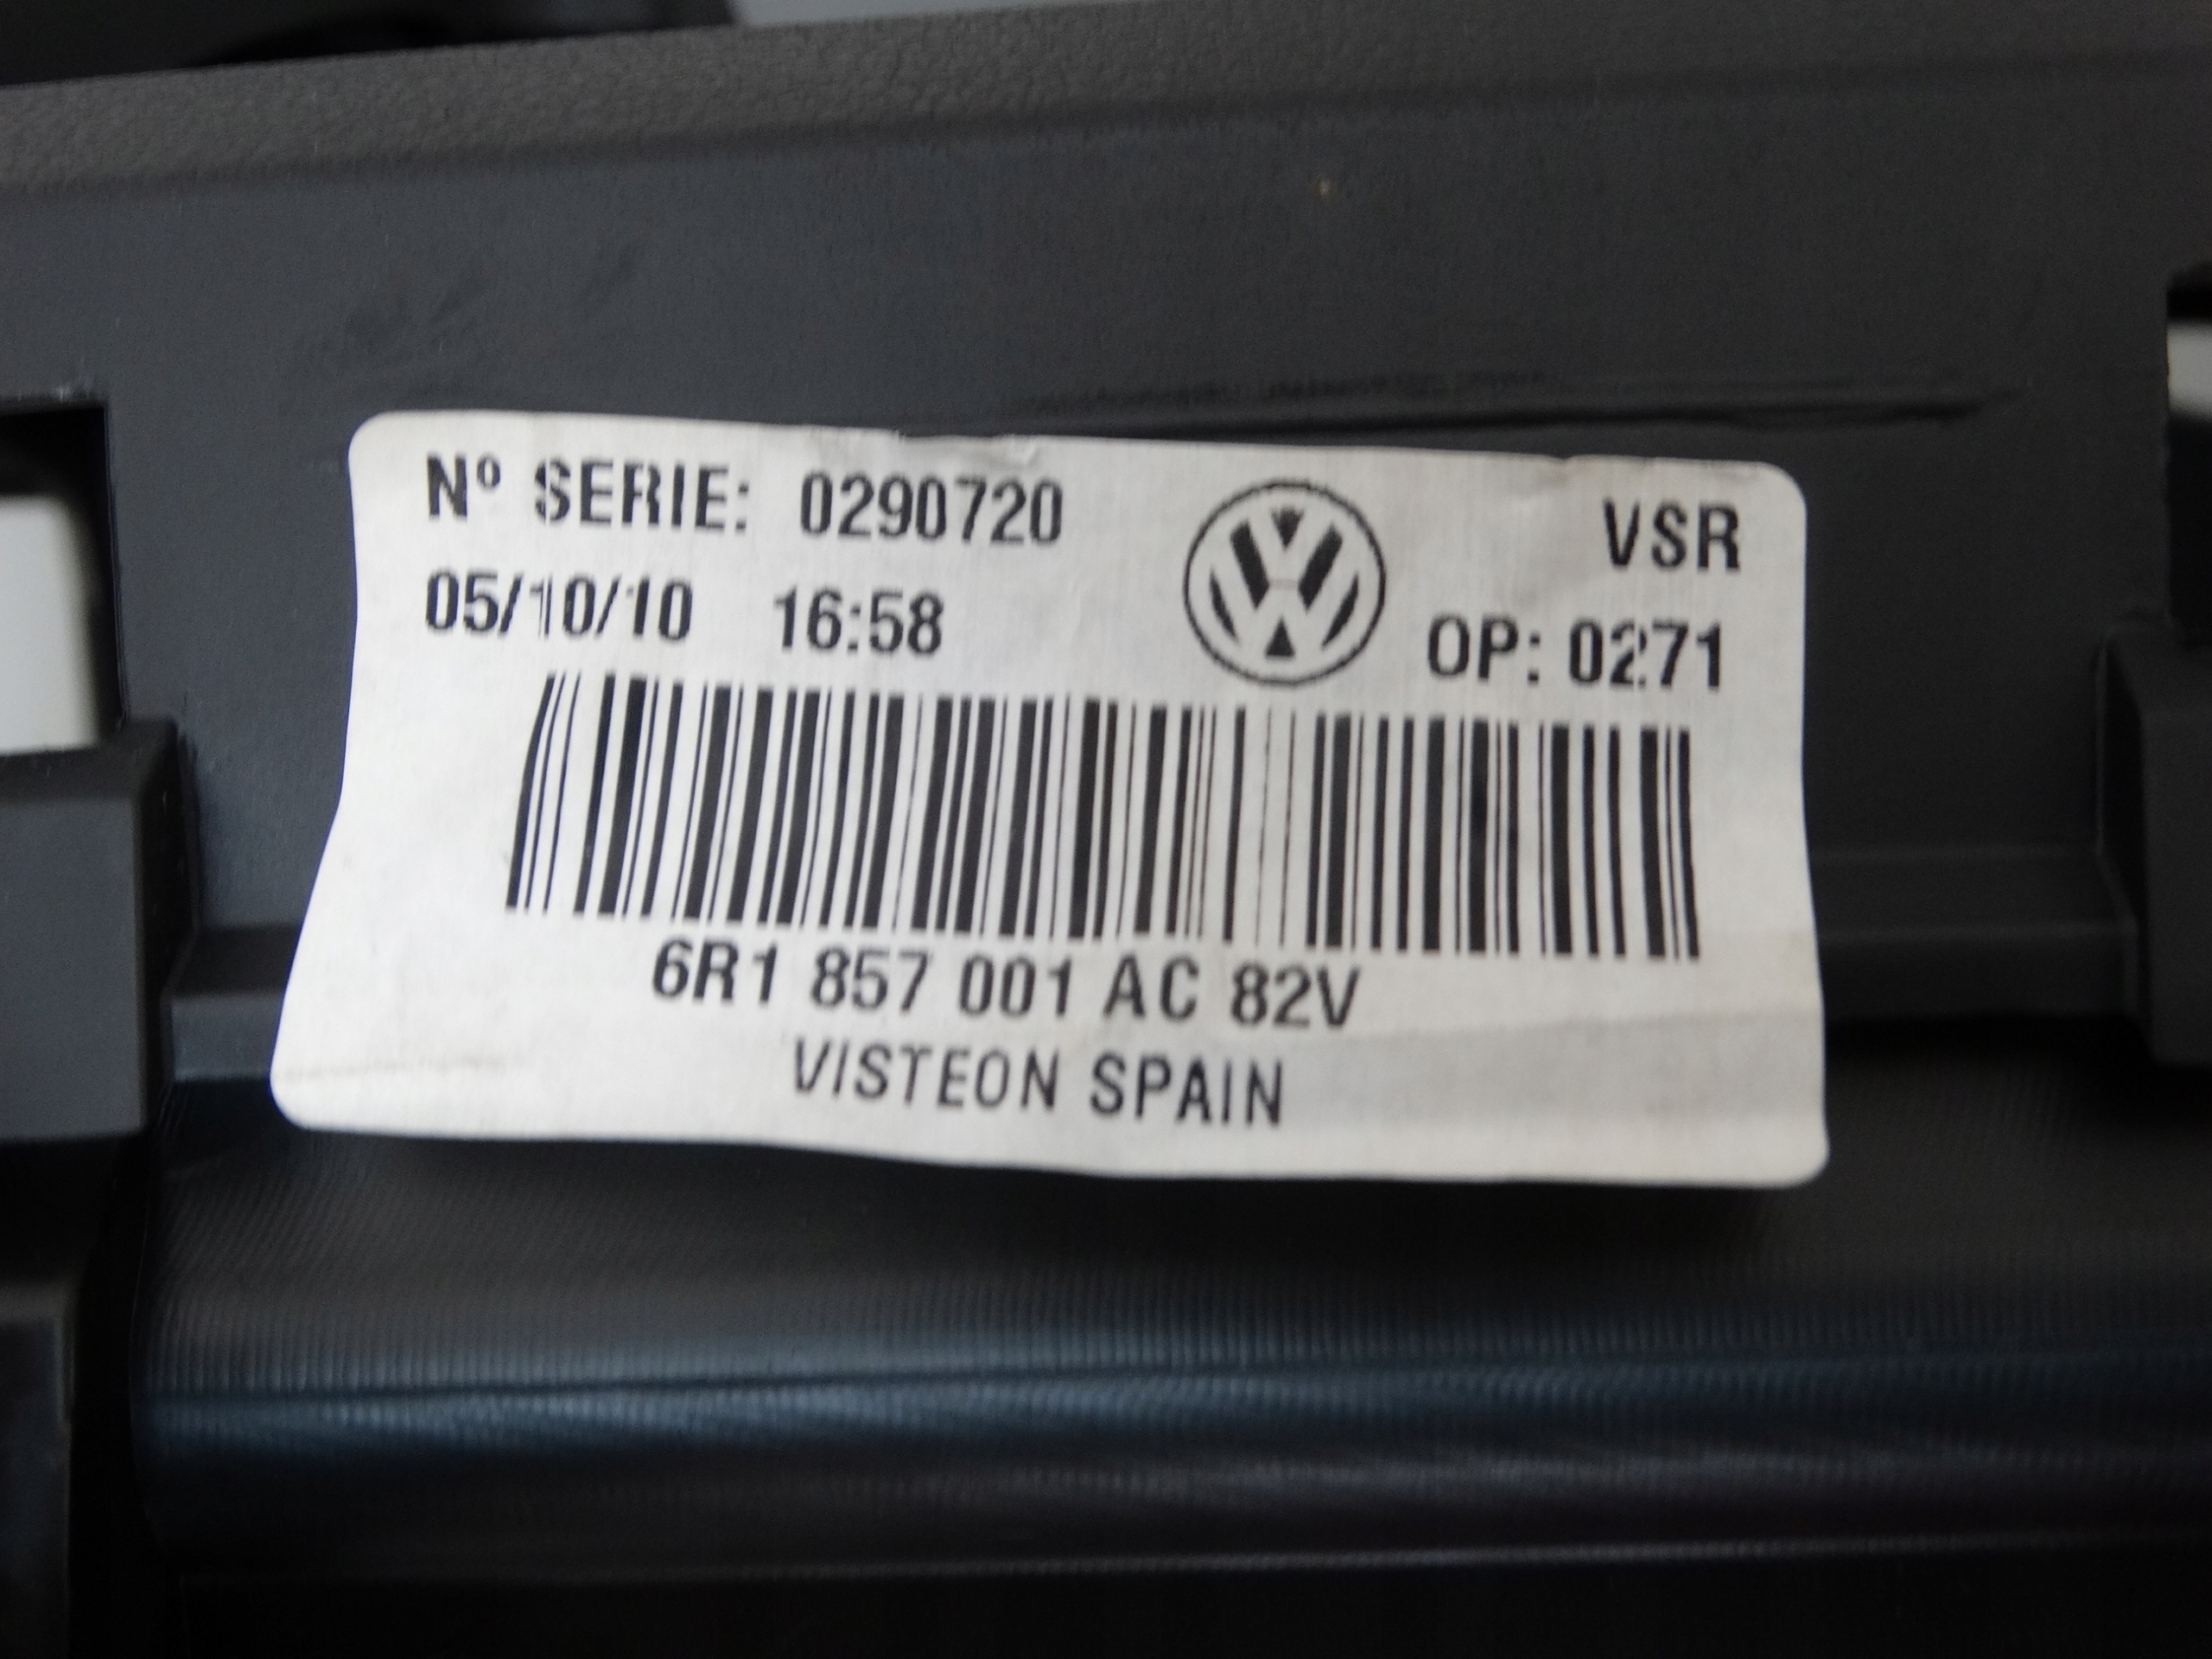 Nº SERIE: 0290720 VSR
05/10/10 16:58 OP: 0271
6R1 857 001 AC 82V
VISTEON SPAIN